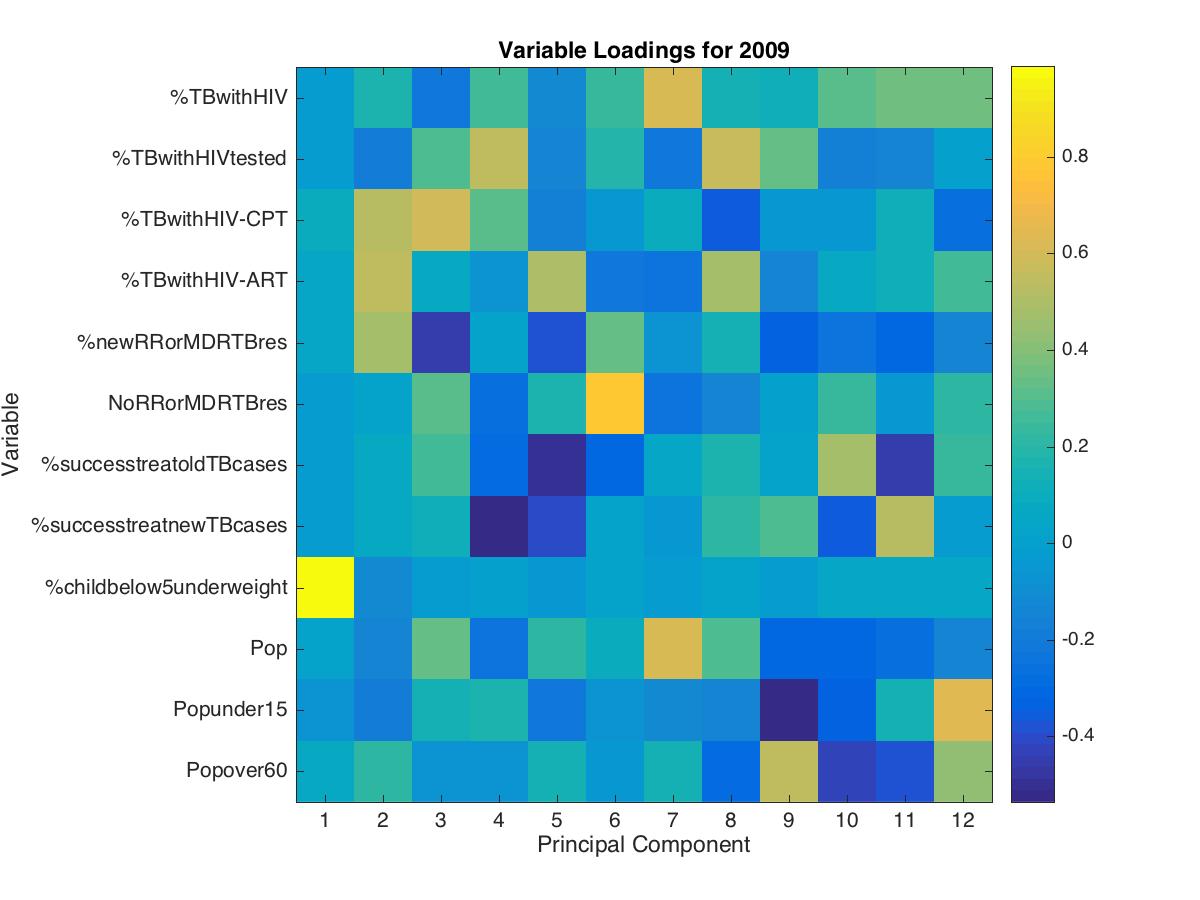 Variable Loadings for 2009
%TBwithHIV
%TBwithHIVtested
%TBwithHIV-CPT
%TBwithHIV-ART
%newRRorMDRTBres
NoRRorMDRTBres
%successtreatoldTBcases
%successtreatnewTBcases
%childbelow5underweight
Pop
Popunder15
Popover60
Variable
1 2 3 4 5 6 7 8 9 10 11 12
Principal Component
0.8
0.6
0.4
0.2
0
-0.2
-0.4